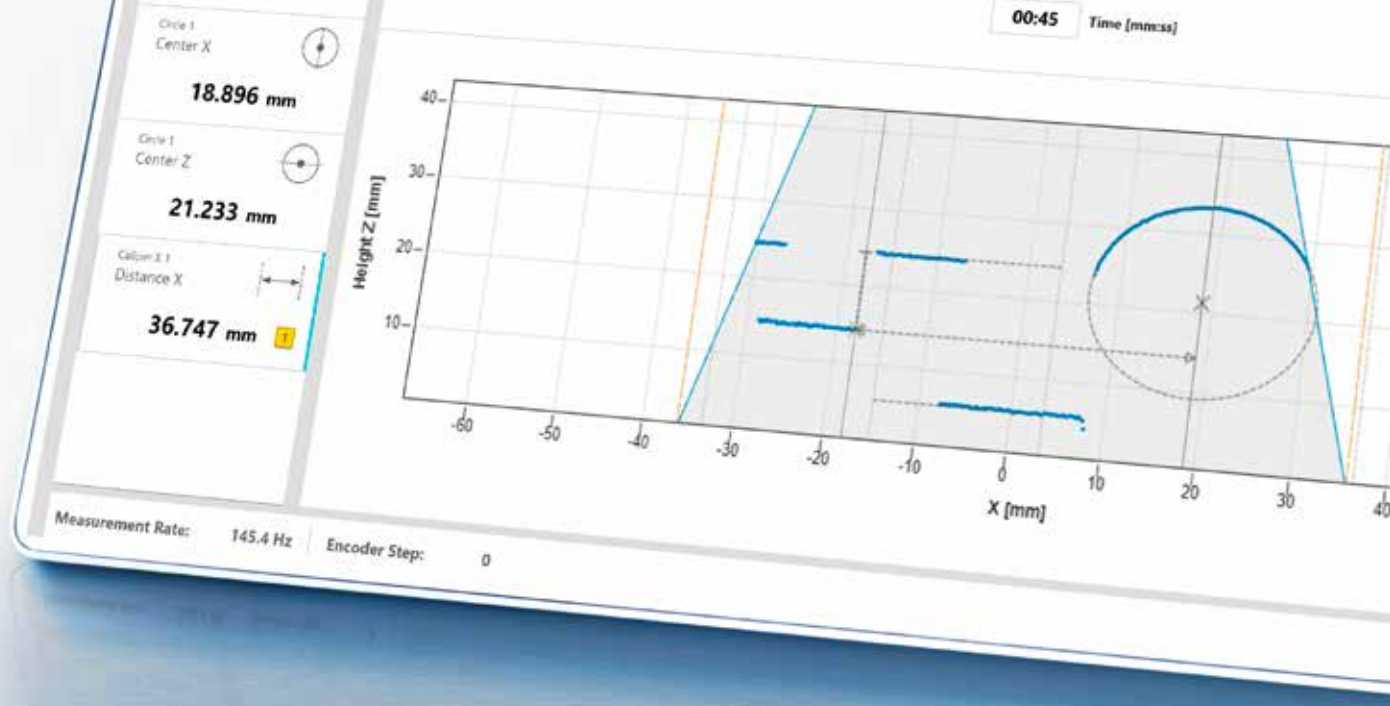 00:45 Time [mm:ss]
Circle 1
Center X
18.896 mm
Circle 1
Center Z
21.233 mm
Caliper X 1
Distance X
36.747 mm
Height Z [mm]
40
30
20
10
-60 -50 -40 -30 -20 -10 0 10 20 30 40
X [mm]
Measurement Rate: 145.4 Hz Encoder Step: 0